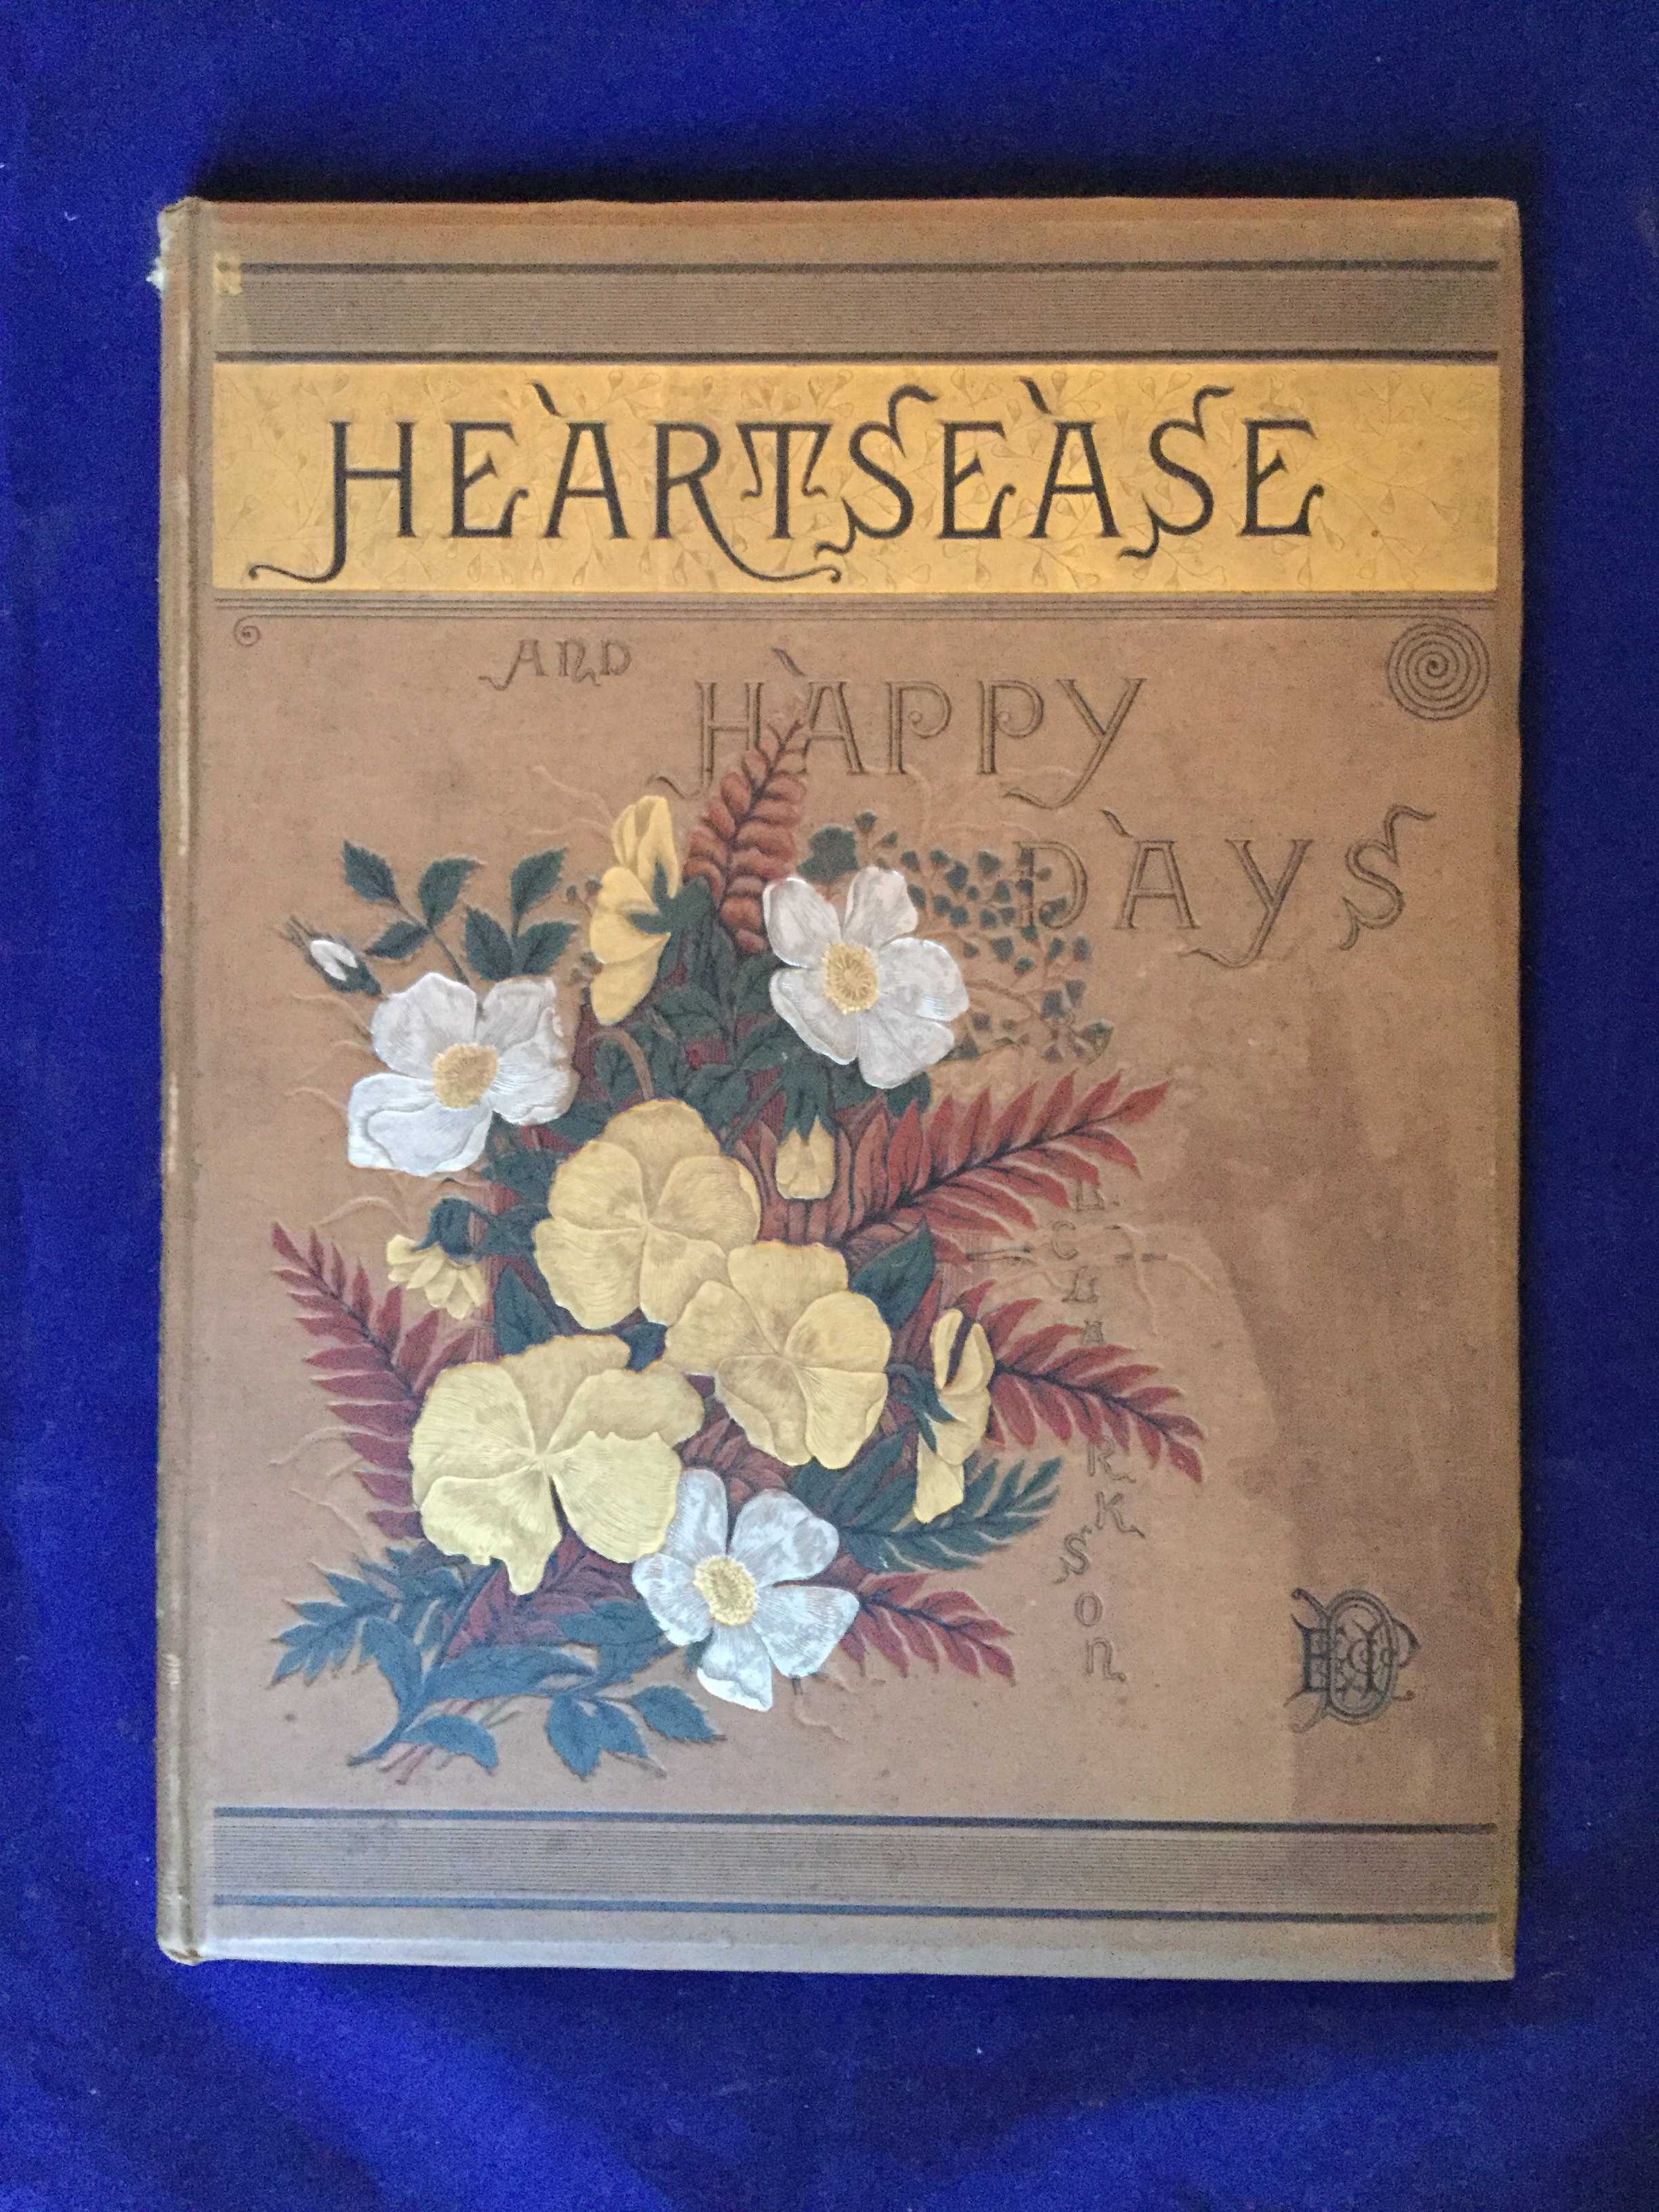 HEARTSEASE
AND
HAPPY
DAYS
L. CLARKSON